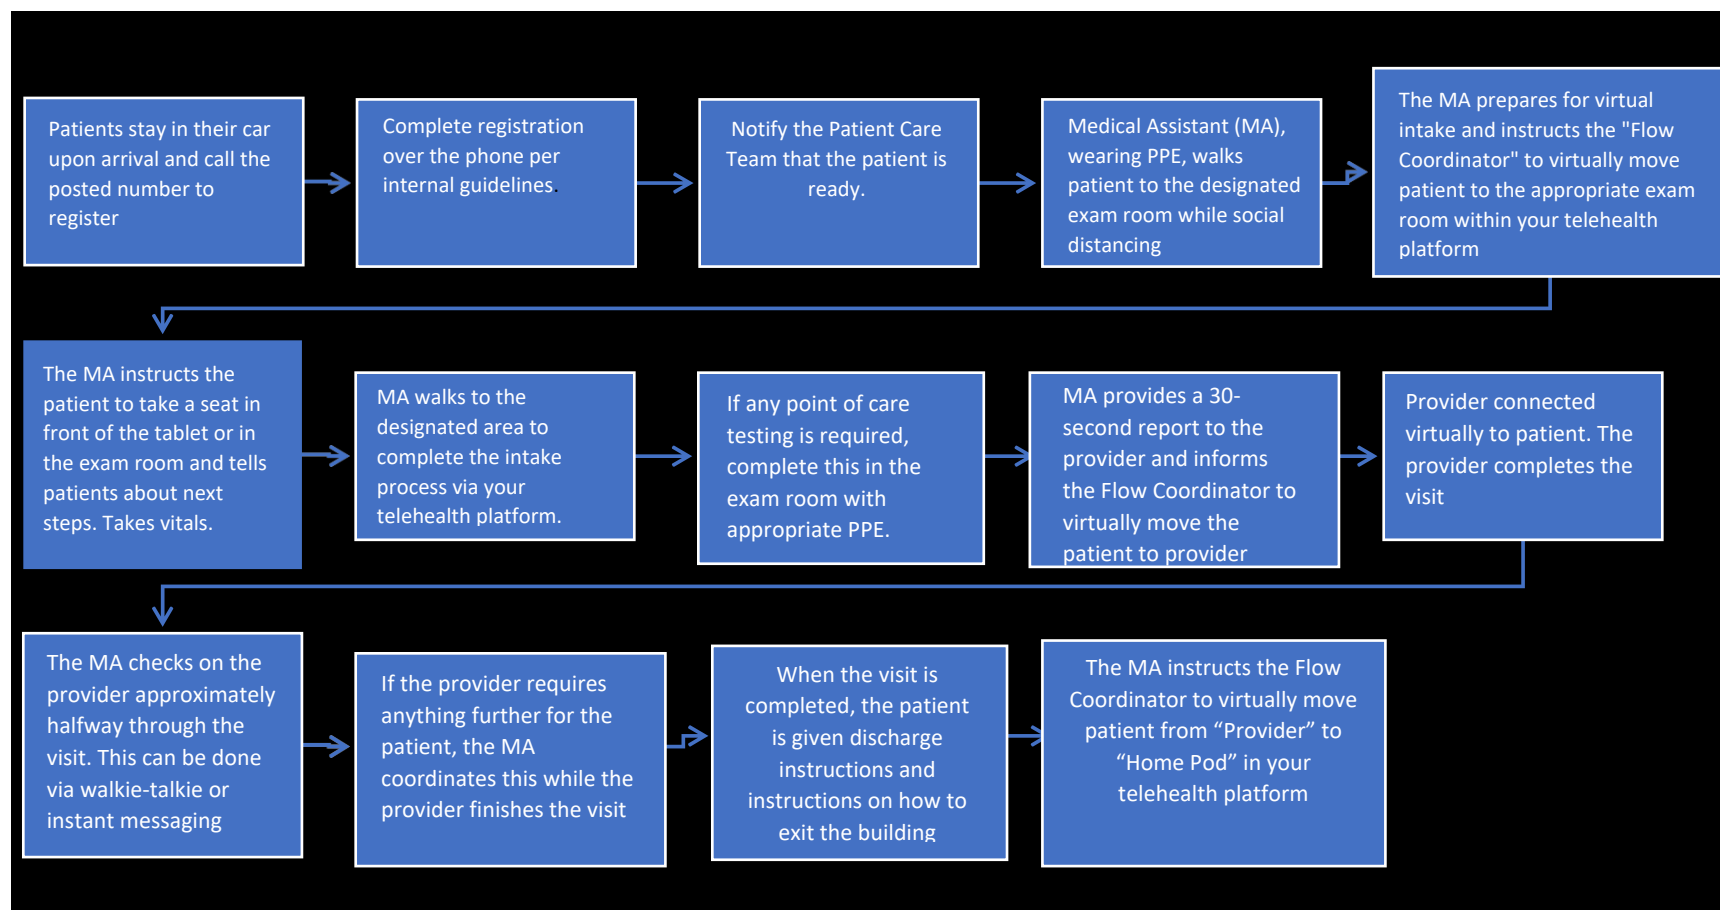 Patients stay in their car
upon arrival and call the
posted number to
register
Complete registration
over the phone per
internal guidelines.
Notify the Patient Care
Team that the patient is
ready.
Medical Assistant (MA),
wearing PPE, walks
patient to the designated
exam room while social
distancing
The MA prepares for virtual
intake and instructs the "Flow
Coordinator" to virtually move
patient to the appropriate exam
room within your telehealth
platform
The MA instructs the
patient to take a seat in
front of the tablet or in
the exam room and tells
patients about next
steps. Takes vitals.
MA walks to the
designated area to
complete the intake
process via your
telehealth platform.
If any point of care
testing is required,
complete this in the
exam room with
appropriate PPE.
MA provides a 30-
second report to the
provider and informs
the Flow Coordinator to
virtually move the
patient to provider
Provider connected
virtually to patient. The
provider completes the
visit
The MA checks on the
provider approximately
halfway through the
visit. This can be done
via walkie-talkie or
instant messaging
If the provider requires
anything further for the
patient, the MA
coordinates this while the
provider finishes the visit
When the visit is
completed, the patient
is given discharge
instructions and
instructions on how to
exit the building
The MA instructs the Flow
Coordinator to virtually move
patient from “Provider” to
“Home Pod” in your
telehealth platform